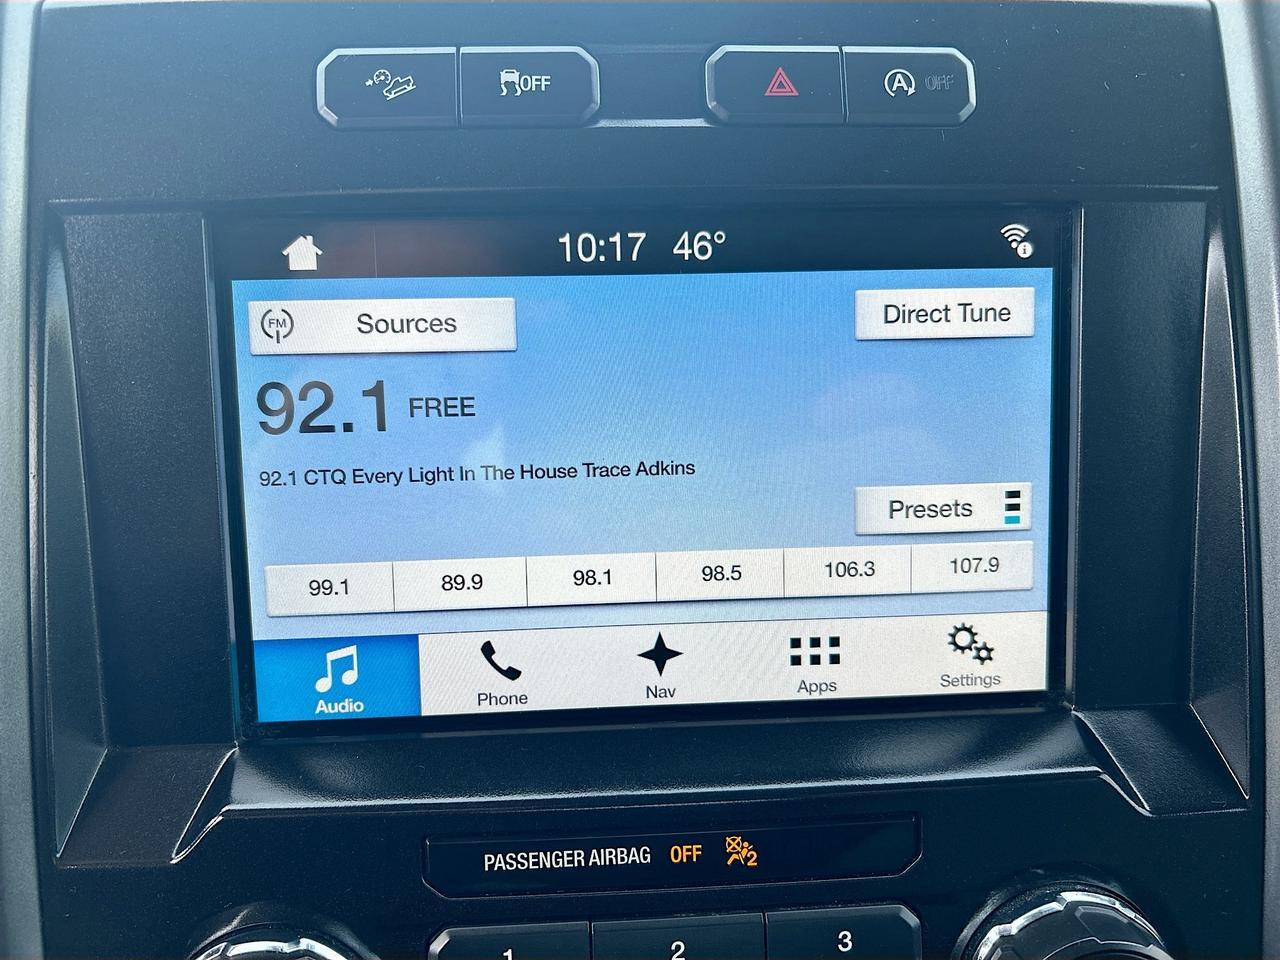 OFF
A OFF
10:17 46°
FM Sources
Direct Tune
92.1 FREE
92.1 CTQ Every Light In The House Trace Adkins
Presets
99.1 89.9 98.1 98.5 106.3 107.9
Audio Phone Nav Apps Settings
PASSENGER AIRBAG OFF 2
1 2 3